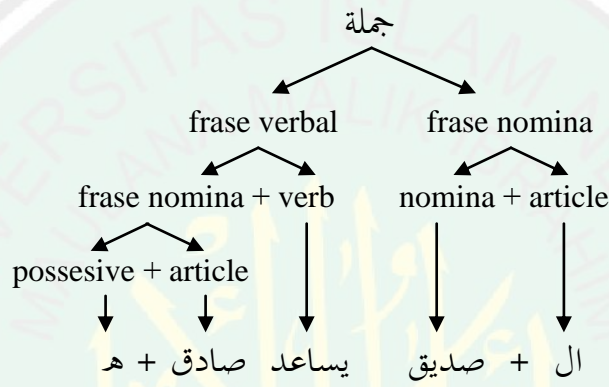 جملة
frase verbal frase nomina
frase nomina + verb nomina + article
possesive + article
ال + صديق يساعد صادق + ه